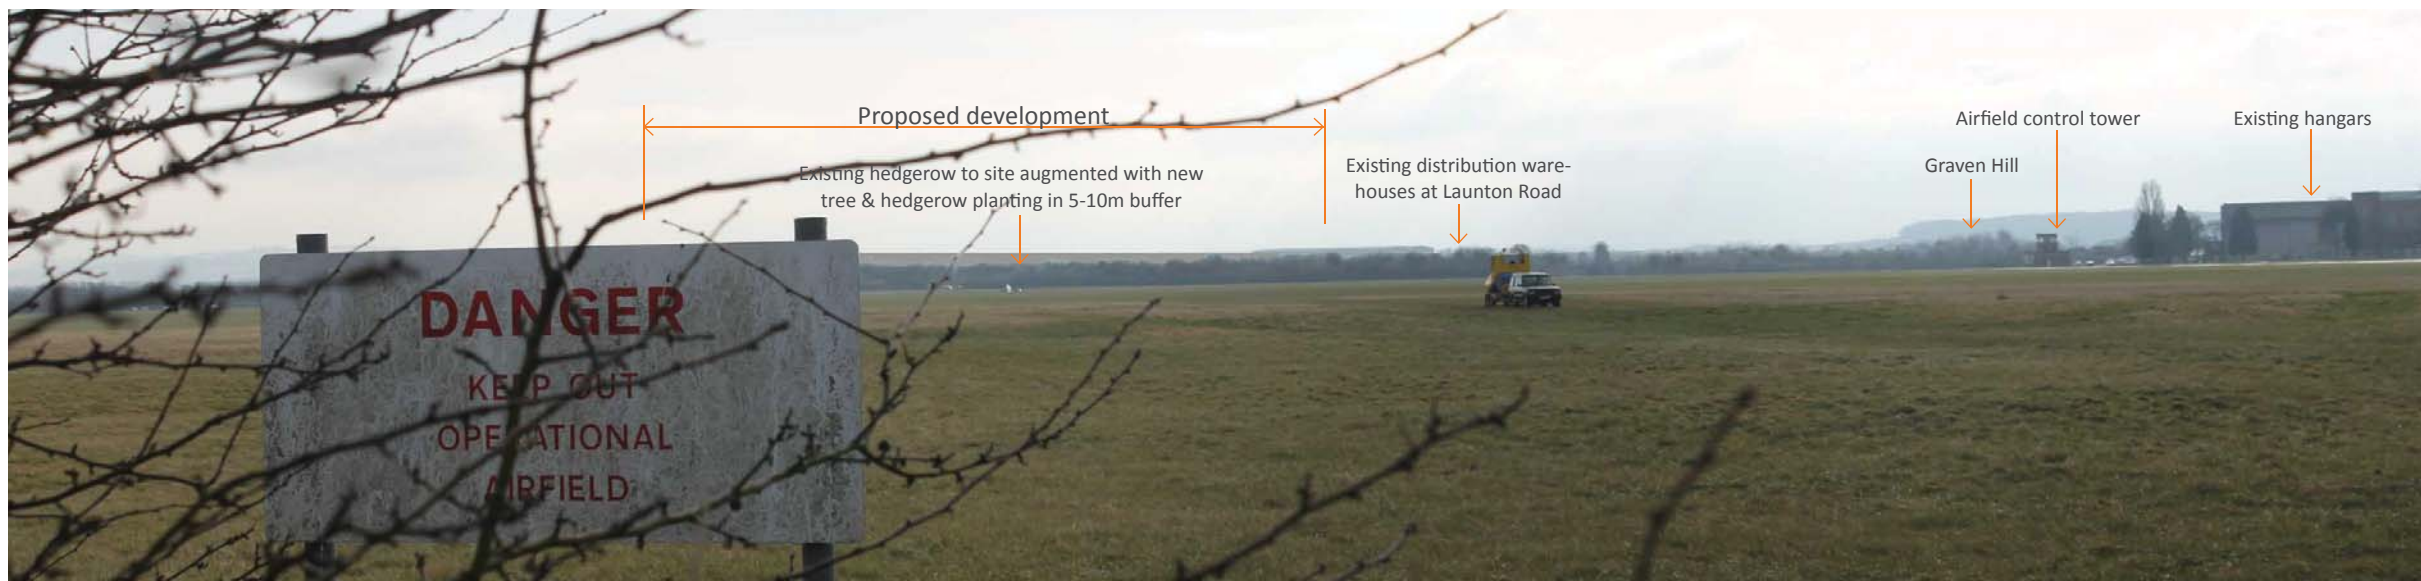 Proposed development
Existing hedgerow to site augmented with new
tree & hedgerow planting in 5-10m buffer
Existing distribution ware-
houses at Launton Road
Graven Hill
Airfield control tower
Existing hangars
DANGER
KEEP OUT
OPERATIONAL
AIRFIELD